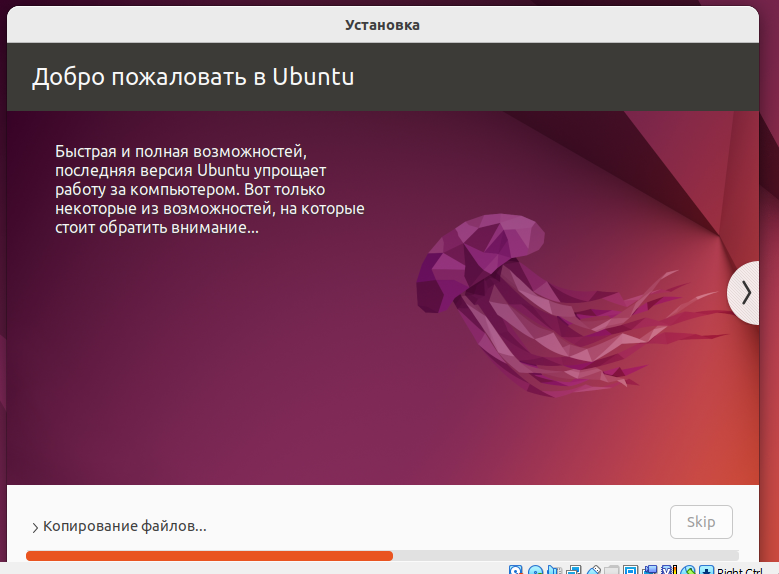 Установка
Добро пожаловать в Ubuntu
Быстрая и полная возможностей,
последняя версия Ubuntu упрощает
работу за компьютером. Вот только
некоторые из возможностей, на которые
стоит обратить внимание...
Копирование файлов...
Skip
Right Ctrl